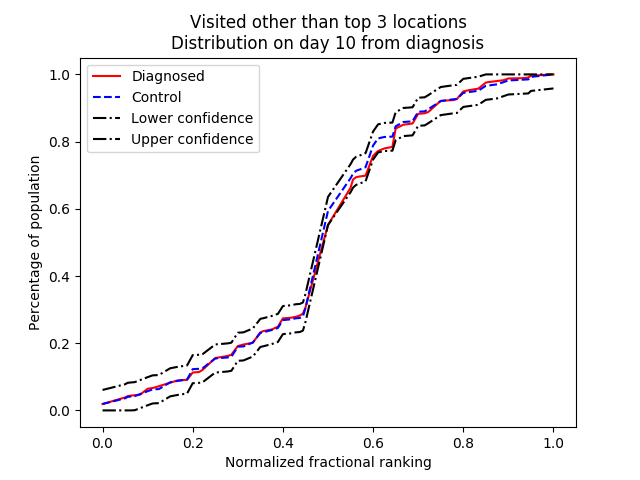 Visited other than top 3 locations
Distribution on day 10 from diagnosis
Diagnosed
Control
Lower confidence
Upper confidence
Percentage of population
1.0
0.8
0.6
0.4
0.2
0.0
0.0 0.2 0.4 0.6 0.8 1.0
Normalized fractional ranking